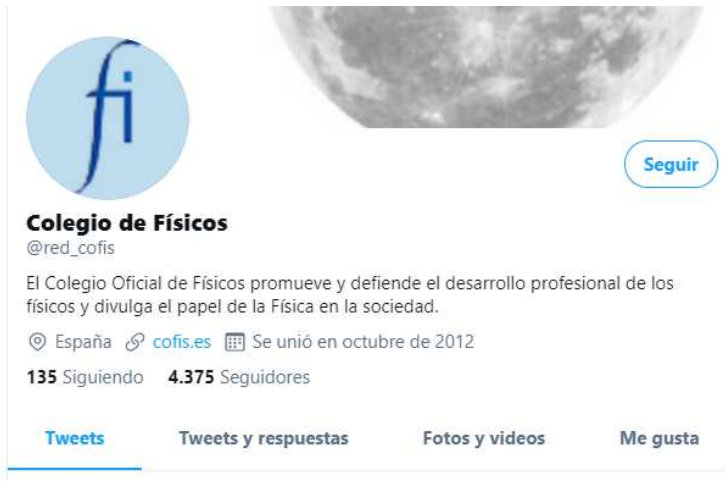 fi
Seguir
Colegio de Físicos
@red_cofis
El Colegio Oficial de Físicos promueve y defiende el desarrollo profesional de los
físicos y divulga el papel de la Física en la sociedad.
España cofis.es Se unió en octubre de 2012
135 Siguiendo 4.375 Seguidores
Tweets Tweets y respuestas Fotos y videos Me gusta